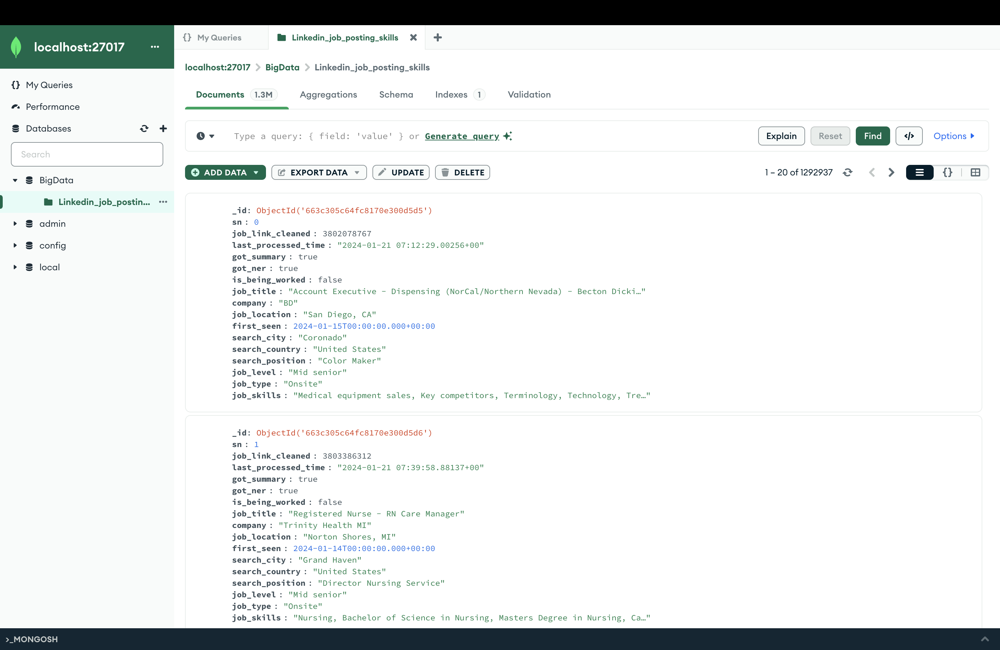 localhost:27017
My Queries
Performance
Databases
Search
BigData
Linkedin_job_postin...
admin
config
local
My Queries
Linkedin_job_posting_skills
localhost:27017 > BigData > Linkedin_job_posting_skills
Documents 1.3M Aggregations Schema Indexes 1 Validation
Type a query: { field: 'value' } or Generate query
Explain Reset Find </> Options
ADD DATA EXPORT DATA UPDATE DELETE
1 – 20 of 1292937
_id: ObjectId('663c305c64fc8170e300d5d5')
sn : 0
job_link_cleaned : 3802078767
last_processed_time : "2024-01-21 07:12:29.00256+00"
got_summary : true
got_ner : true
is_being_worked : false
job_title : "Account Executive - Dispensing (NorCal/Northern Nevada) - Becton Dicki…"
company : "BD"
job_location : "San Diego, CA"
first_seen : 2024-01-15T00:00:00.000+00:00
search_city : "Coronado"
search_country : "United States"
search_position : "Color Maker"
job_level : "Mid senior"
job_type : "Onsite"
job_skills : "Medical equipment sales, Key competitors, Terminology, Technology, Tre…"
_id: ObjectId('663c305c64fc8170e300d5d6')
sn : 1
job_link_cleaned : 3803386312
last_processed_time : "2024-01-21 07:39:58.88137+00"
got_summary : true
got_ner : true
is_being_worked : false
job_title : "Registered Nurse - RN Care Manager"
company : "Trinity Health MI"
job_location : "Norton Shores, MI"
first_seen : 2024-01-14T00:00:00.000+00:00
search_city : "Grand Haven"
search_country : "United States"
search_position : "Director Nursing Service"
job_level : "Mid senior"
job_type : "Onsite"
job_skills : "Nursing, Bachelor of Science in Nursing, Masters Degree in Nursing, Ca…"
>_MONGOSH